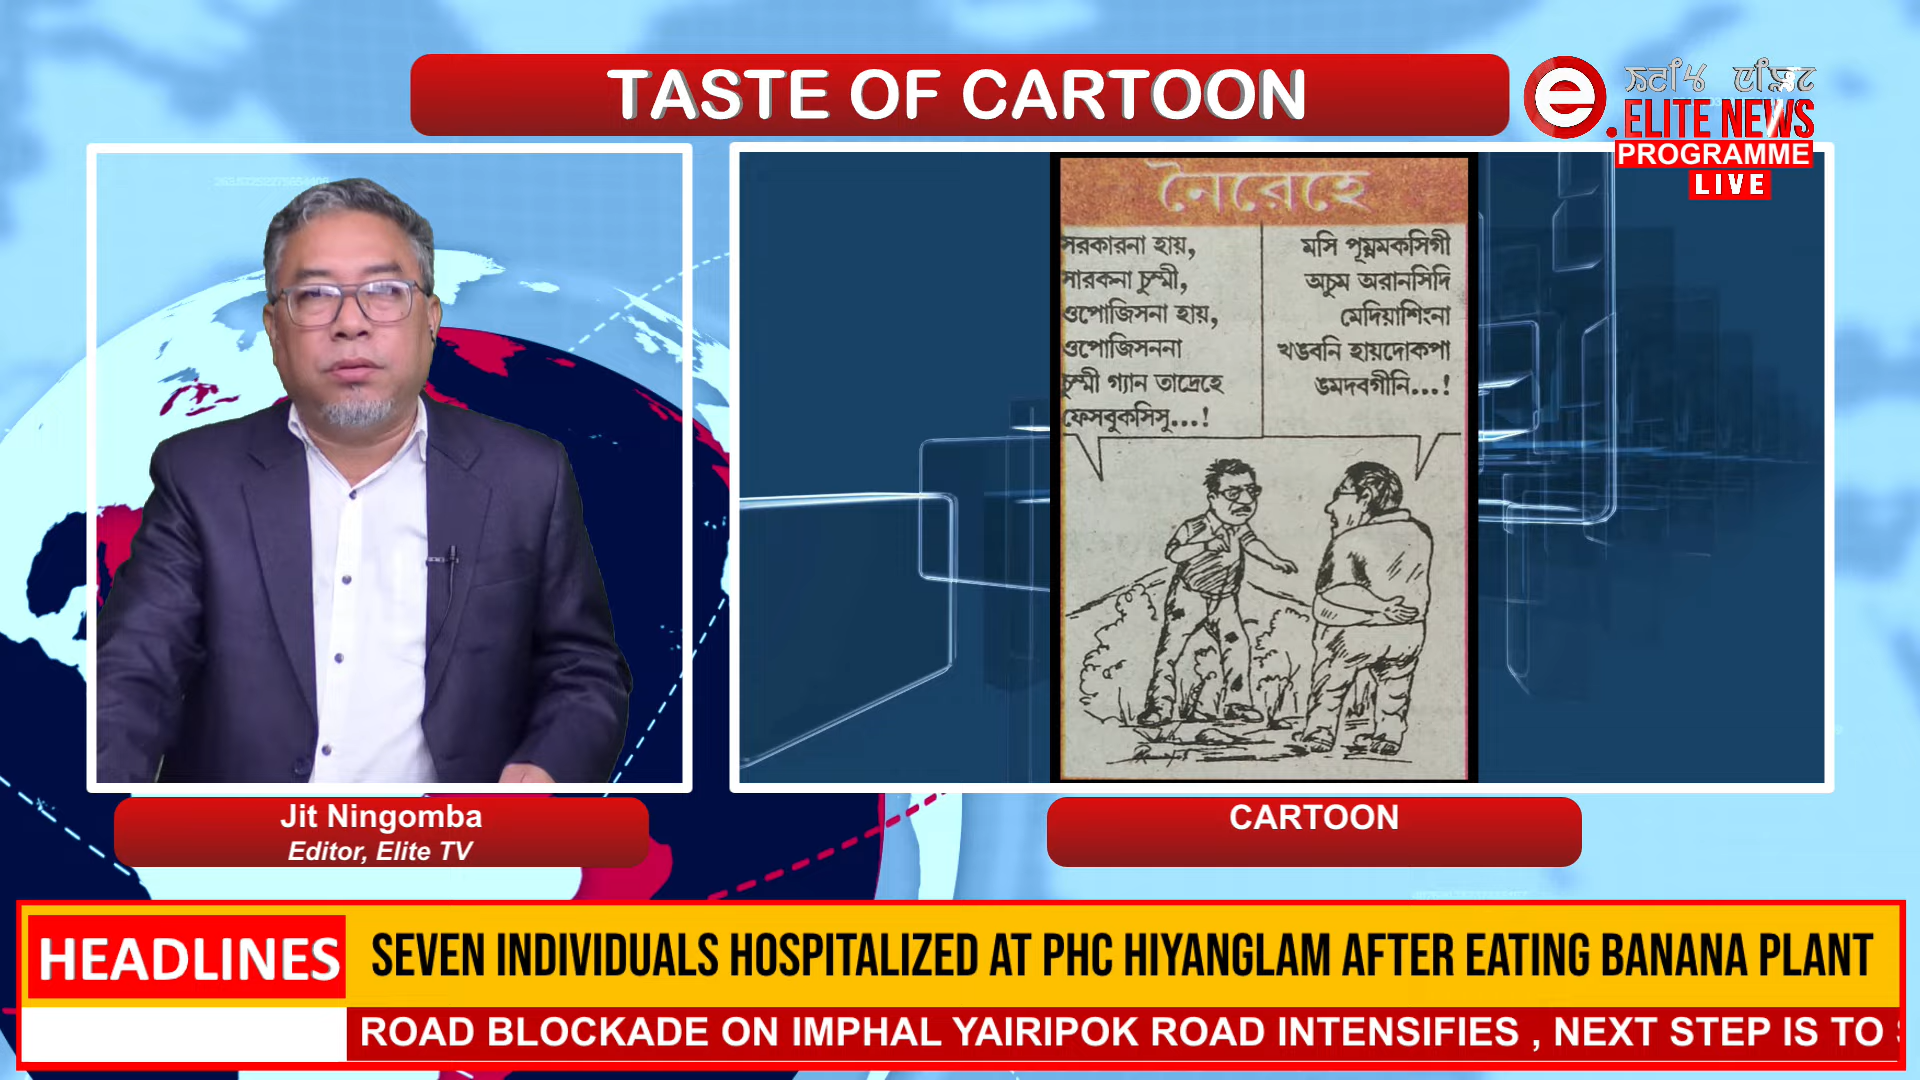 TASTE OF CARTOON
e.
ꯏꯂꯥꯏꯠ ꯇꯤꯚꯤ
ELITE NEWS
PROGRAMME
LIVE
নৈরেহে
সরকারনা হায়,
সারকনা চুম্মী,
ওপোজিসনা হায়,
ওপোজিসননা
চুম্মী গ্যান তাদ্রেহে
ফেসবুকসিসু...!
মসি পূম্নমকসিগী
অচুম অরানসিদি
মেদিয়াশিংনা
খঙবনি হায়দোকপা
ঙমদবগীনি...!
Jit Ningomba
Editor, Elite TV
CARTOON
HEADLINES
SEVEN INDIVIDUALS HOSPITALIZED AT PHC HIYANGLAM AFTER EATING BANANA PLANT
ROAD BLOCKADE ON IMPHAL YAIRIPOK ROAD INTENSIFIES , NEXT STEP IS TO